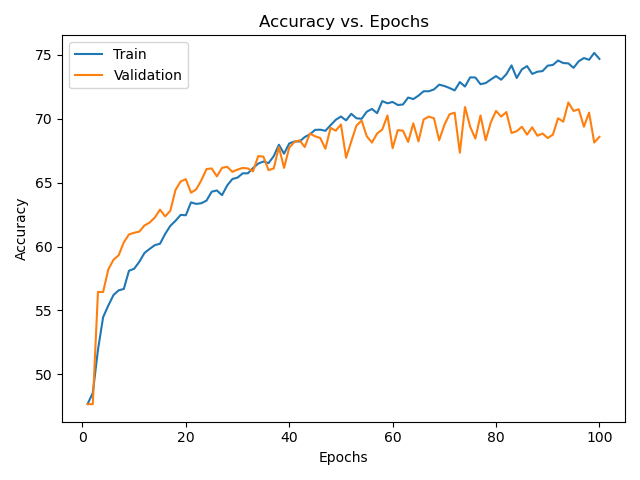 Accuracy vs. Epochs
Train
Validation
75
70
65
60
55
50
Accuracy
0 20 40 60 80 100
Epochs